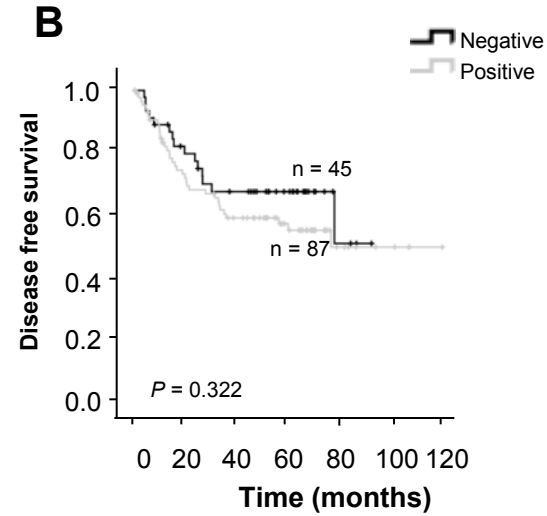 B
Negative
Positive
Disease free survival
1.0
0.8
0.6
0.4
0.2
0.0
n = 45
n = 87
P = 0.322
0 20 40 60 80 100 120
Time (months)